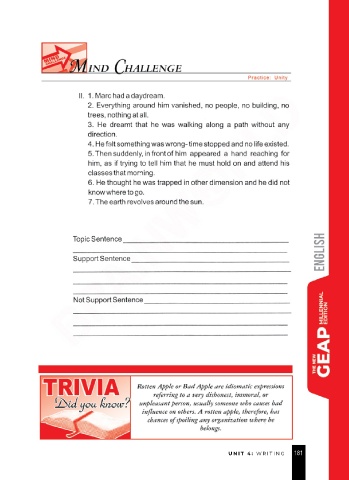 MIND CHALLENGE
Practice: Unity
II. 1. Marc had a daydream.
2. Everything around him vanished, no people, no building, no
trees, nothing at all.
3. He dreamt that he was walking along a path without any
direction.
4. He felt something was wrong- time stopped and no life existed.
5. Then suddenly, in front of him appeared a hand reaching for
him, as if trying to tell him that he must hold on and attend his
classes that morning.
6. He thought he was trapped in other dimension and he did not
know where to go.
7. The earth revolves around the sun.
Topic Sentence
Support Sentence
Not Support Sentence
ENGLISH
THE NEW
GEAP MILLENNIAL
EDITION
TRIVIA
Did you know?
Rotten Apple or Bad Apple are idiomatic expressions
referring to a very dishonest, immoral, or
unpleasant person, usually someone who causes bad
influence on others. A rotten apple, therefore, has
chances of spoiling any organization where he
belongs.
UNIT 4: WRITING 181